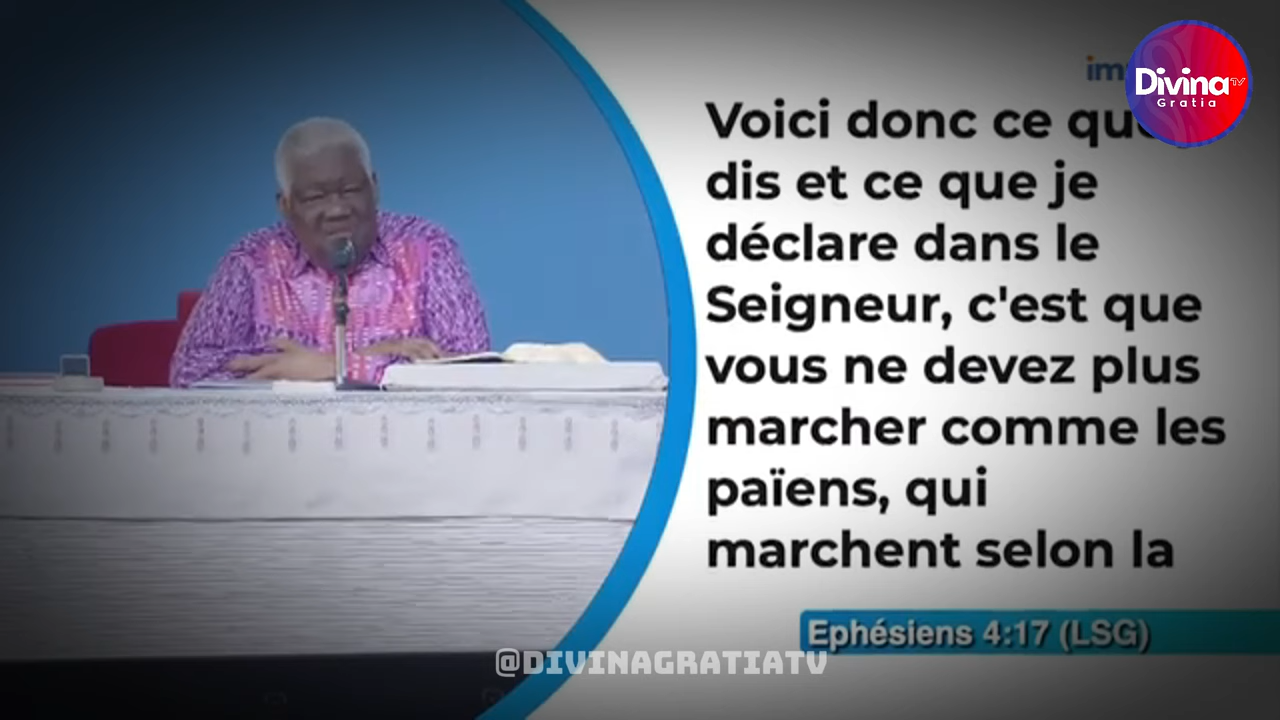 Divina TV
Gratia
Voici donc ce
dis et ce que je
déclare dans le
Seigneur, c'est que
vous ne devez plus
marcher comme les
païens, qui
marchent selon la
Ephésiens 4:17 (LSG)
@DIVINAGRATIATV